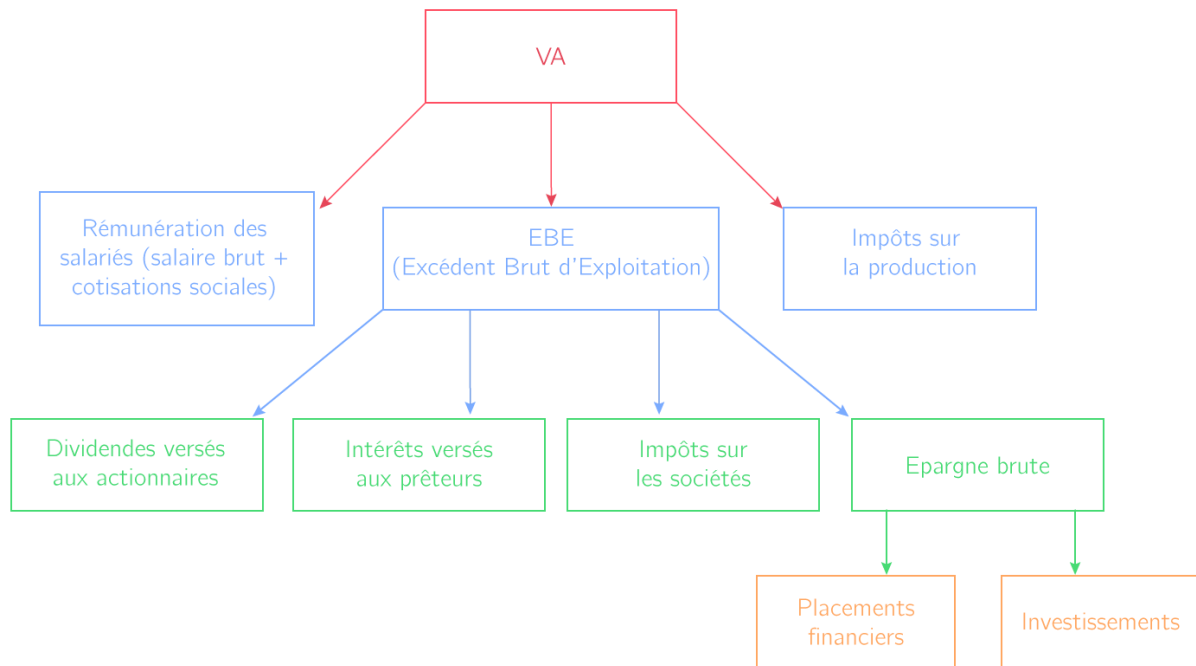 VA
Rémunération des
salariés (salaire brut +
cotisations sociales)
EBE
(Excédent Brut d'Exploitation)
Impôts sur
la production
Dividendes versés
aux actionnaires
Intérêts versés
aux prêteurs
Impôts sur
les sociétés
Epargne brute
Placements
financiers
Investissements